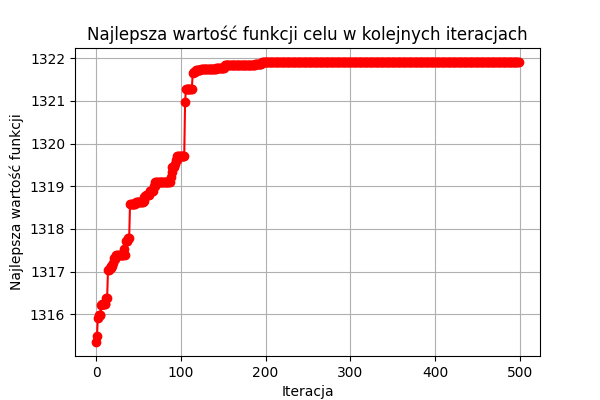 Najlepsza wartość funkcji celu w kolejnych iteracjach
1322
1321
1320
1319
1318
1317
1316
Najlepsza wartość funkcji
0 100 200 300 400 500
Iteracja